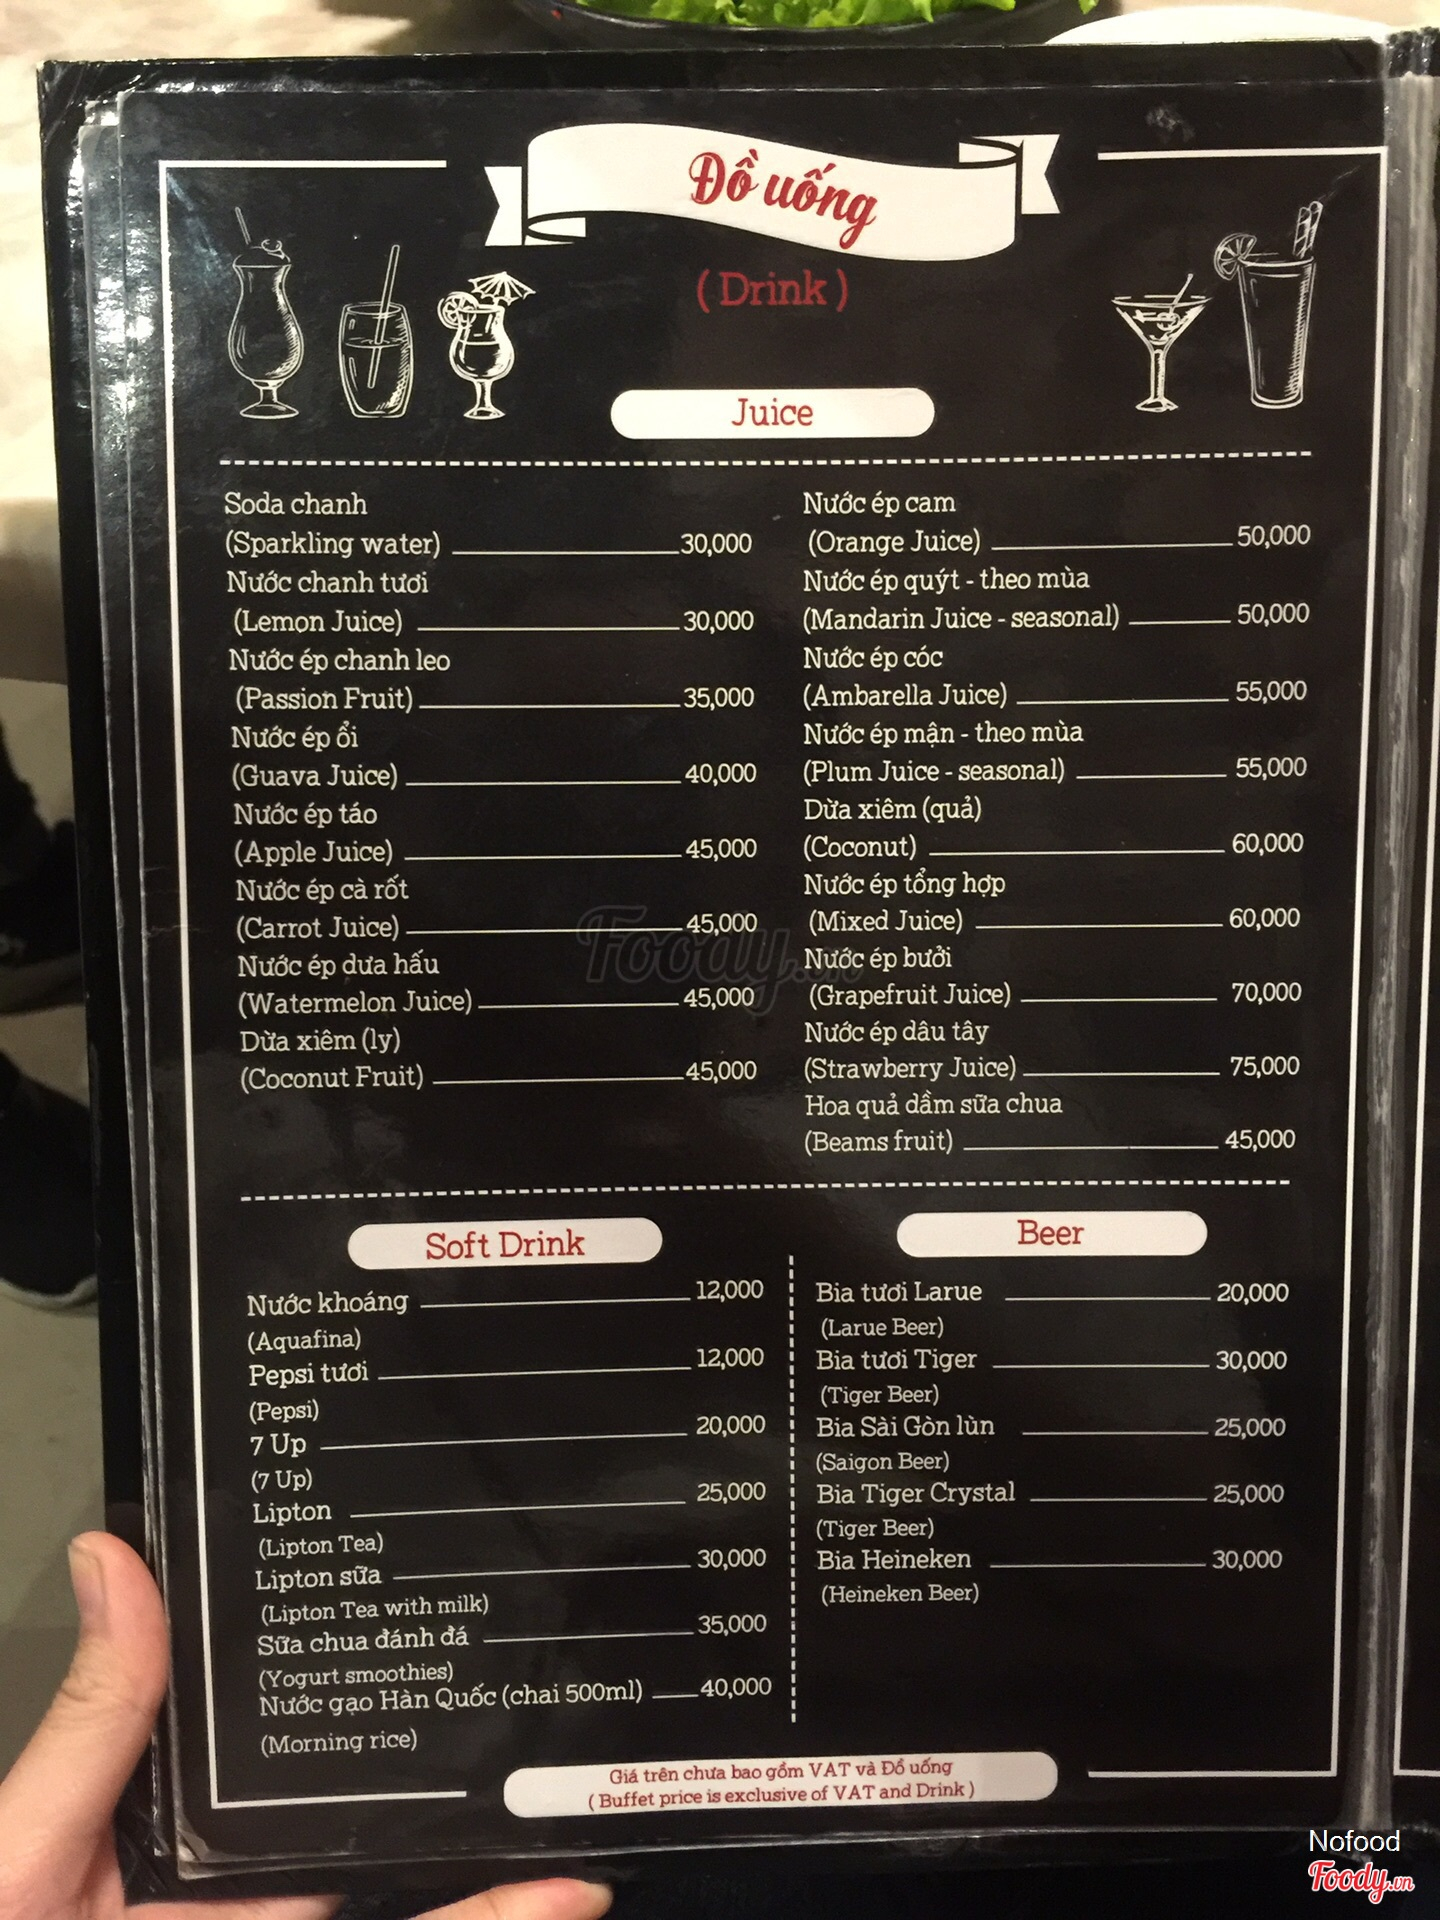 Đồ uống
( Drink )
Juice
Soda chanh
(Sparkling water) 30,000
Nước chanh tươi
(Lemon Juice) 30,000
Nước ép chanh leo
(Passion Fruit) 35,000
Nước ép ổi
(Guava Juice) 40,000
Nước ép táo
(Apple Juice) 45,000
Nước ép cà rốt
(Carrot Juice) 45,000
Nước ép dưa hấu
(Watermelon Juice) 45,000
Dừa xiêm (ly)
(Coconut Fruit) 45,000
Nước ép cam
(Orange Juice) 50,000
Nước ép quýt - theo mùa
(Mandarin Juice - seasonal) 50,000
Nước ép cóc
(Ambarella Juice) 55,000
Nước ép mận - theo mùa
(Plum Juice - seasonal) 55,000
Dừa xiêm (quả)
(Coconut) 60,000
Nước ép tổng hợp
(Mixed Juice) 60,000
Nước ép bưởi
(Grapefruit Juice) 70,000
Nước ép dâu tây
(Strawberry Juice) 75,000
Hoa quả dầm sữa chua
(Beams fruit) 45,000
Foody.vn
Soft Drink
Nước khoáng 12,000
(Aquafina)
Pepsi tươi 12,000
(Pepsi)
7 Up 20,000
(7 Up)
Lipton 25,000
(Lipton Tea)
Lipton sữa 30,000
(Lipton Tea with milk)
Sữa chua đánh đá 35,000
(Yogurt smoothies)
Nước gạo Hàn Quốc (chai 500ml) 40,000
(Morning rice)
Beer
Bia tươi Larue 20,000
(Larue Beer)
Bia tươi Tiger 30,000
(Tiger Beer)
Bia Sài Gòn lùn 25,000
(Saigon Beer)
Bia Tiger Crystal 25,000
(Tiger Beer)
Bia Heineken 30,000
(Heineken Beer)
Giá trên chưa bao gồm VAT và Đồ uống
( Buffet price is exclusive of VAT and Drink )
Nofood
Foody.vn